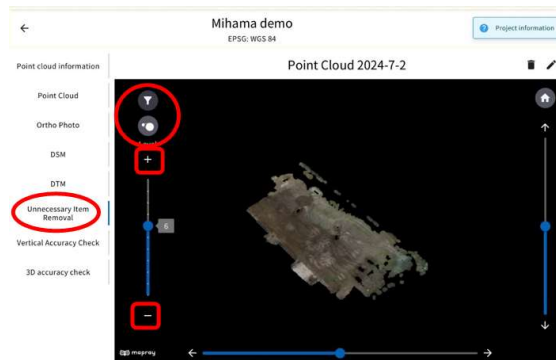 Mihama demo
EPSG: WGS 84
Project information
Point cloud information
Point Cloud 2024-7-2
Point Cloud
Ortho Photo
DSM
DTM
Unnecessary Item
Removal
Vertical Accuracy Check
3D accuracy check
+
6
−
mapray